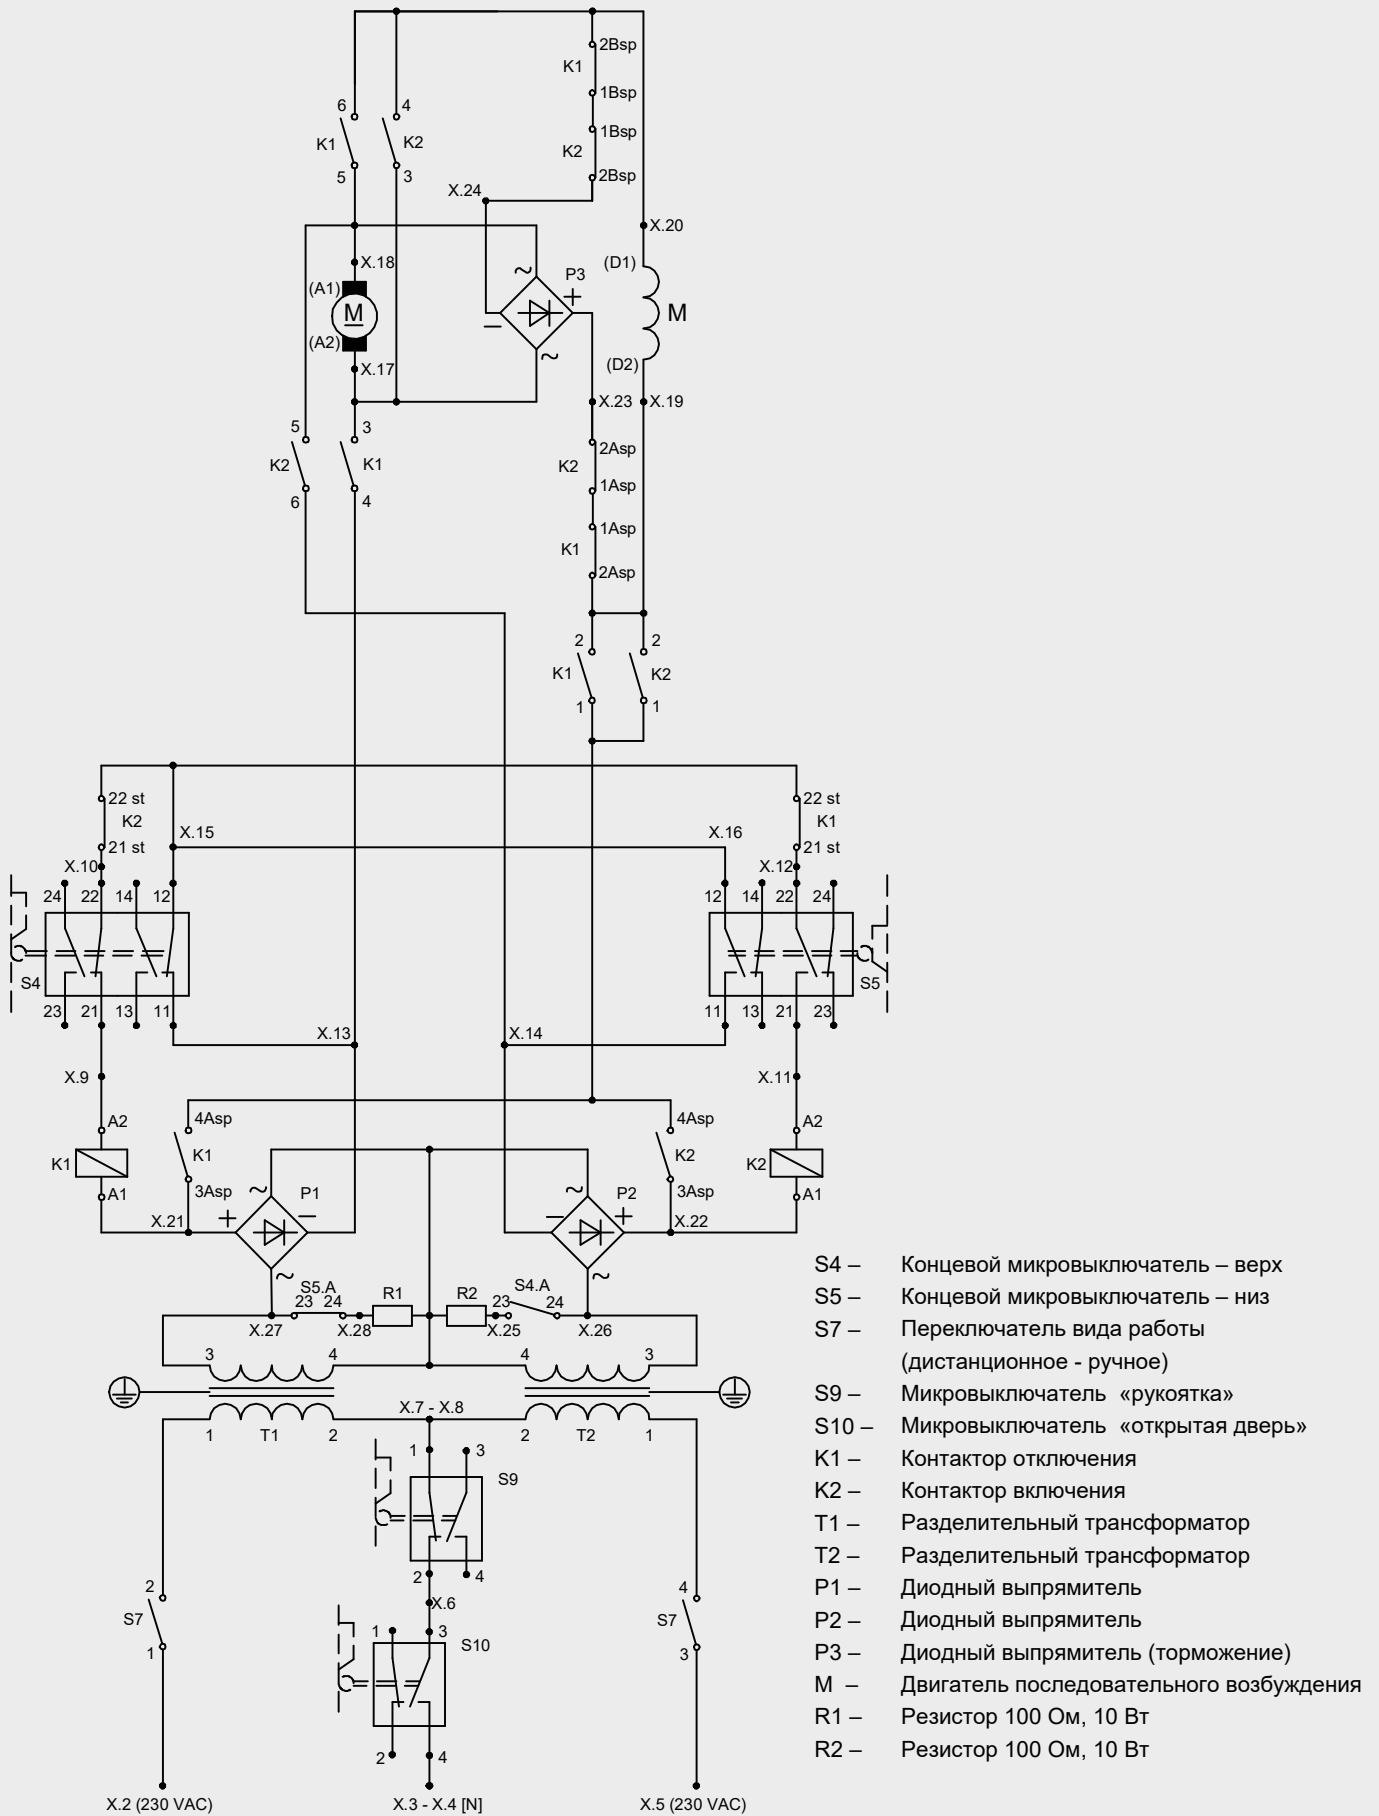 2Bsp
K1
1Bsp
6
4
1Bsp
K1
K2
K2
5
3
2Bsp
X.24
X.20
X.18
(D1)
P3
~
(A1)
+
M
M
–
(A2)
~
(D2)
X.17
X.23
X.19
5
3
2Asp
K2
K1
K2
1Asp
6
4
1Asp
K1
2Asp
2
2
K1
K2
1
1
22 st
22 st
K2
K1
X.15
X.16
21 st
21 st
X.10
X.12
24
22
14
12
12
14
22
24
S4
S5
23
21
13
11
11
13
21
23
X.13
X.14
X.9
X.11
A2
4Asp
4Asp
A2
K1
K1
K2
K2
A1
3Asp
~
P1
~
P2
3Asp
A1
X.21
+
–
–
+
X.22
~
~
S5.A
R1
R2
S4.A
23
24
23
24
X.27
X.28
X.25
X.26
3
4
4
3
X.7 - X.8
1
T1
2
2
T2
1
1
3
S9
2
4
X.6
2
4
S7
S7
1
3
1
3
S10
2
4
X.2 (230 VAC)
X.3 - X.4 [N]
X.5 (230 VAC)
S4 – Концевой микровыключатель – верх
S5 – Концевой микровыключатель – низ
S7 – Переключатель вида работы
(дистанционное - ручное)
S9 – Микровыключатель «рукоятка»
S10 – Микровыключатель «открытая дверь»
K1 – Контактор отключения
K2 – Контактор включения
T1 – Разделительный трансформатор
T2 – Разделительный трансформатор
P1 – Диодный выпрямитель
P2 – Диодный выпрямитель
P3 – Диодный выпрямитель (торможение)
M – Двигатель последовательного возбуждения
R1 – Резистор 100 Ом, 10 Вт
R2 – Резистор 100 Ом, 10 Вт